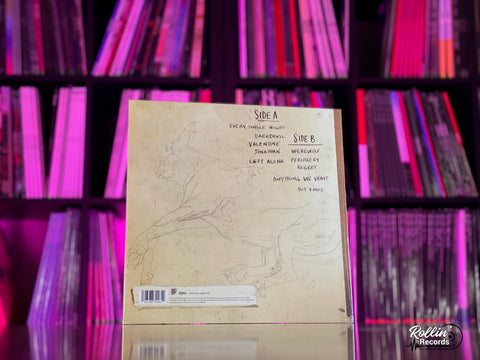 SIDE A
EVERY SINGLE NIGHT
DAREDEVIL
VALENTINE
JONATHAN
LEFT ALONE
SIDE B
WEREWOLF
PERIPHERY
REGRET
ANYTHING WE WANT
HOT KNIFE
Rollin'
Records